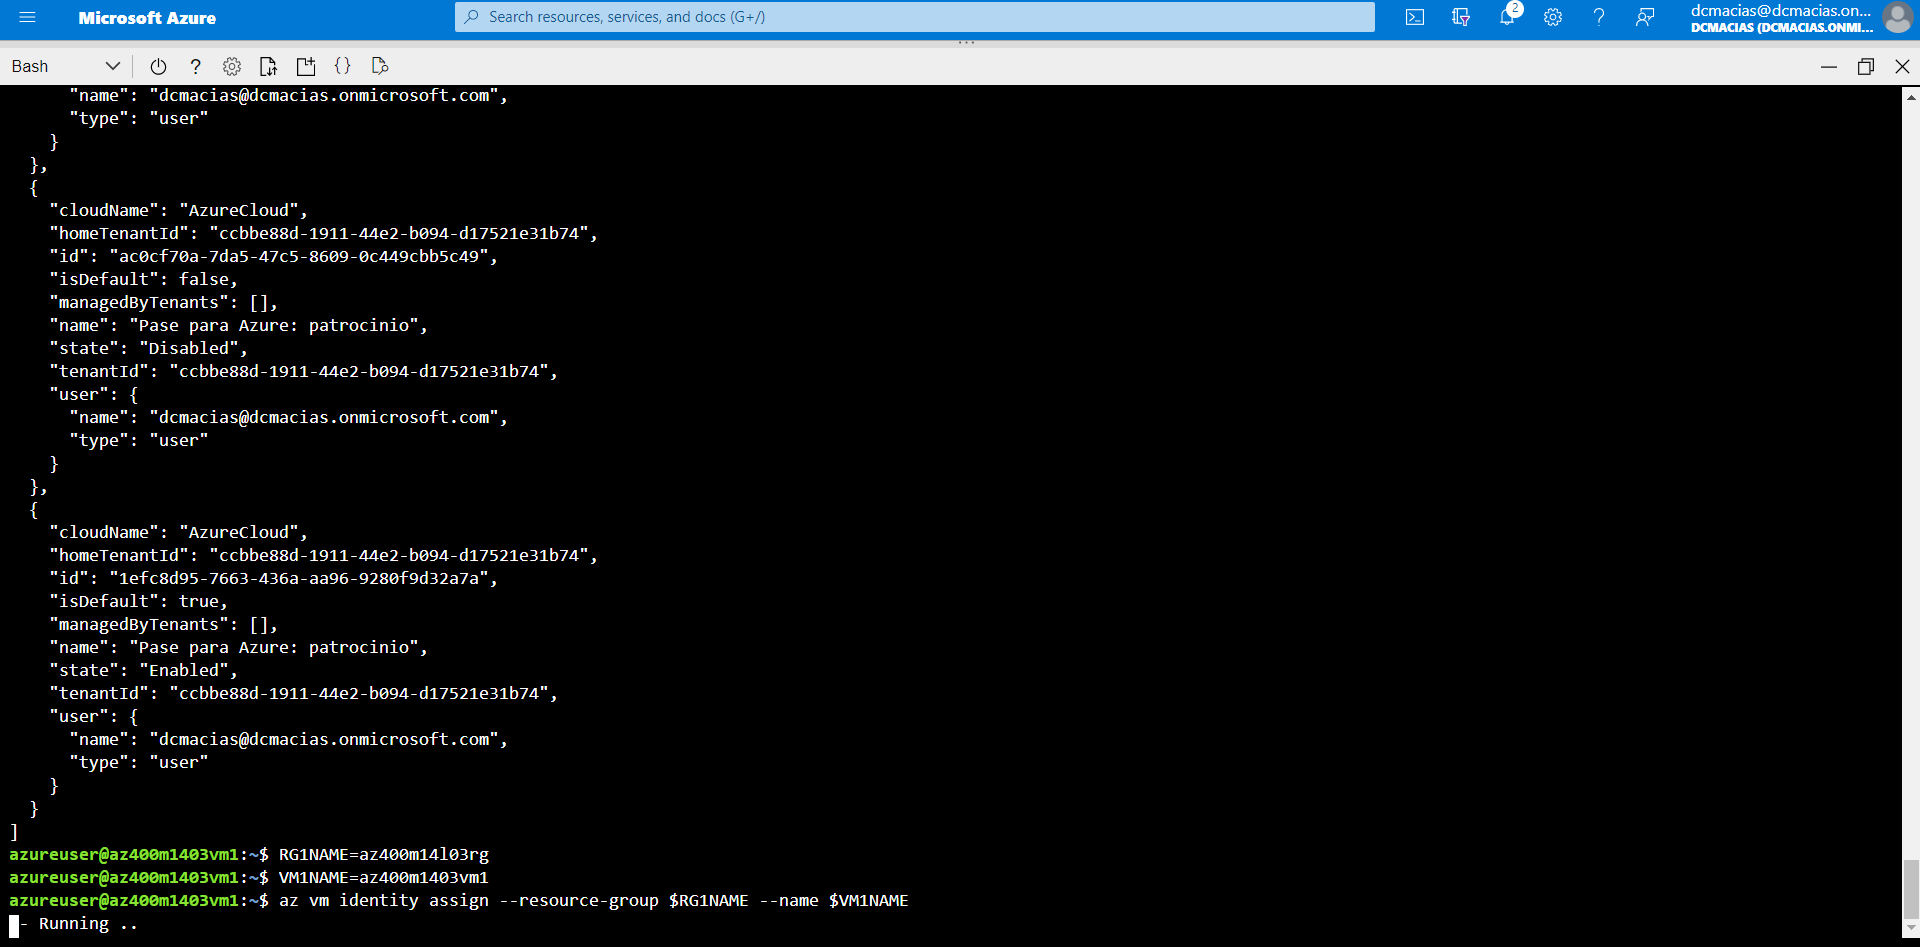 Microsoft Azure
Search resources, services, and docs (G+/)
2
dcmacias@dcmacias.on...
DCMACIAS (DCMACIAS.ONMI...
Bash
"name": "dcmacias@dcmacias.onmicrosoft.com",
"type": "user"
}
},
{
"cloudName": "AzureCloud",
"homeTenantId": "ccbbe88d-1911-44e2-b094-d17521e31b74",
"id": "ac0cf70a-7da5-47c5-8609-0c449cbb5c49",
"isDefault": false,
"managedByTenants": [],
"name": "Pase para Azure: patrocinio",
"state": "Disabled",
"tenantId": "ccbbe88d-1911-44e2-b094-d17521e31b74",
"user": {
"name": "dcmacias@dcmacias.onmicrosoft.com",
"type": "user"
}
},
{
"cloudName": "AzureCloud",
"homeTenantId": "ccbbe88d-1911-44e2-b094-d17521e31b74",
"id": "1efc8d95-7663-436a-aa96-9280f9d32a7a",
"isDefault": true,
"managedByTenants": [],
"name": "Pase para Azure: patrocinio",
"state": "Enabled",
"tenantId": "ccbbe88d-1911-44e2-b094-d17521e31b74",
"user": {
"name": "dcmacias@dcmacias.onmicrosoft.com",
"type": "user"
}
}
]
azureuser@az400m1403vm1:~$ RG1NAME=az400m14l03rg
azureuser@az400m1403vm1:~$ VM1NAME=az400m1403vm1
azureuser@az400m1403vm1:~$ az vm identity assign --resource-group $RG1NAME --name $VM1NAME
- Running ..